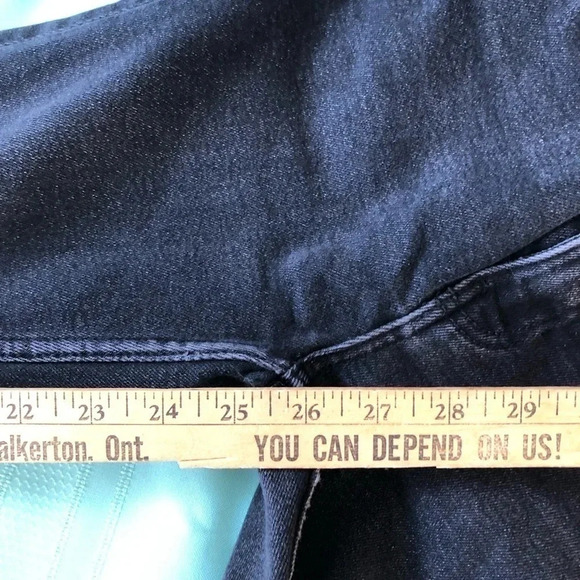 22 23 24 25 26 27 28 29
alkerton, Ont. YOU CAN DEPEND ON US!